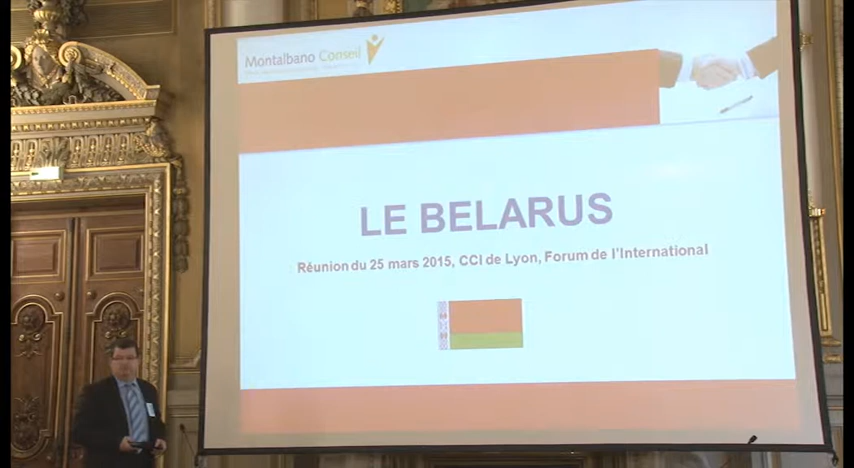 Montalbano Conseil
LE BELARUS
Réunion du 25 mars 2015, CCI de Lyon, Forum de l'International